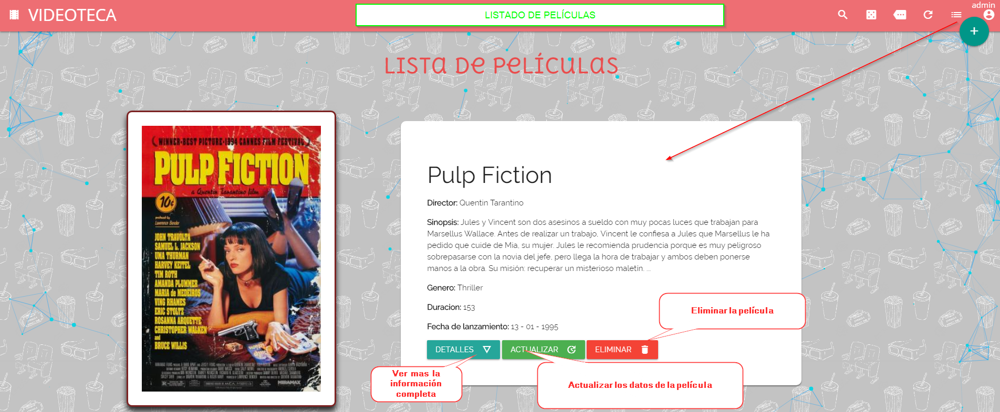 admin
VIDEOTECA
LISTADO DE PELÍCULAS
+
LISTA DE PELÍCULAS
WINNER-BEST PICTURE-1994 CANNES FILM FESTIVAL
PULP FICTION
a Quentin Tarantino film
10¢
produced by
Lawrence Bender
JOHN TRAVOLTA
SAMUEL L. JACKSON
UMA THURMAN
HARVEY KEITEL
TIM ROTH
AMANDA PLUMMER
MARIA de MEDEIROS
VING RHAMES
ERIC STOLTZ
ROSANNA ARQUETTE
CHRISTOPHER WALKEN
and
BRUCE WILLIS
MIRAMAX
Pulp Fiction
Director: Quentin Tarantino
Sinopsis: Jules y Vincent son dos asesinos a sueldo con muy pocas luces que trabajan para
Marsellus Wallace. Antes de realizar un trabajo, Vincent le confiesa a Jules que Marsellus le ha
pedido que cuide de Mia, su mujer. Jules le recomienda prudencia porque es muy peligroso
sobrepasarse con la novia del jefe, pero llega la hora de trabajar y ambos deben ponerse
manos a la obra. Su misión: recuperar un misterioso maletín. ...
Genero: Thriller
Duracion: 153
Fecha de lanzamiento: 13 - 01 - 1995
Eliminar la película
DETALLES
ACTUALIZAR
ELIMINAR
Ver mas la
información
completa
Actualizar los datos de la película